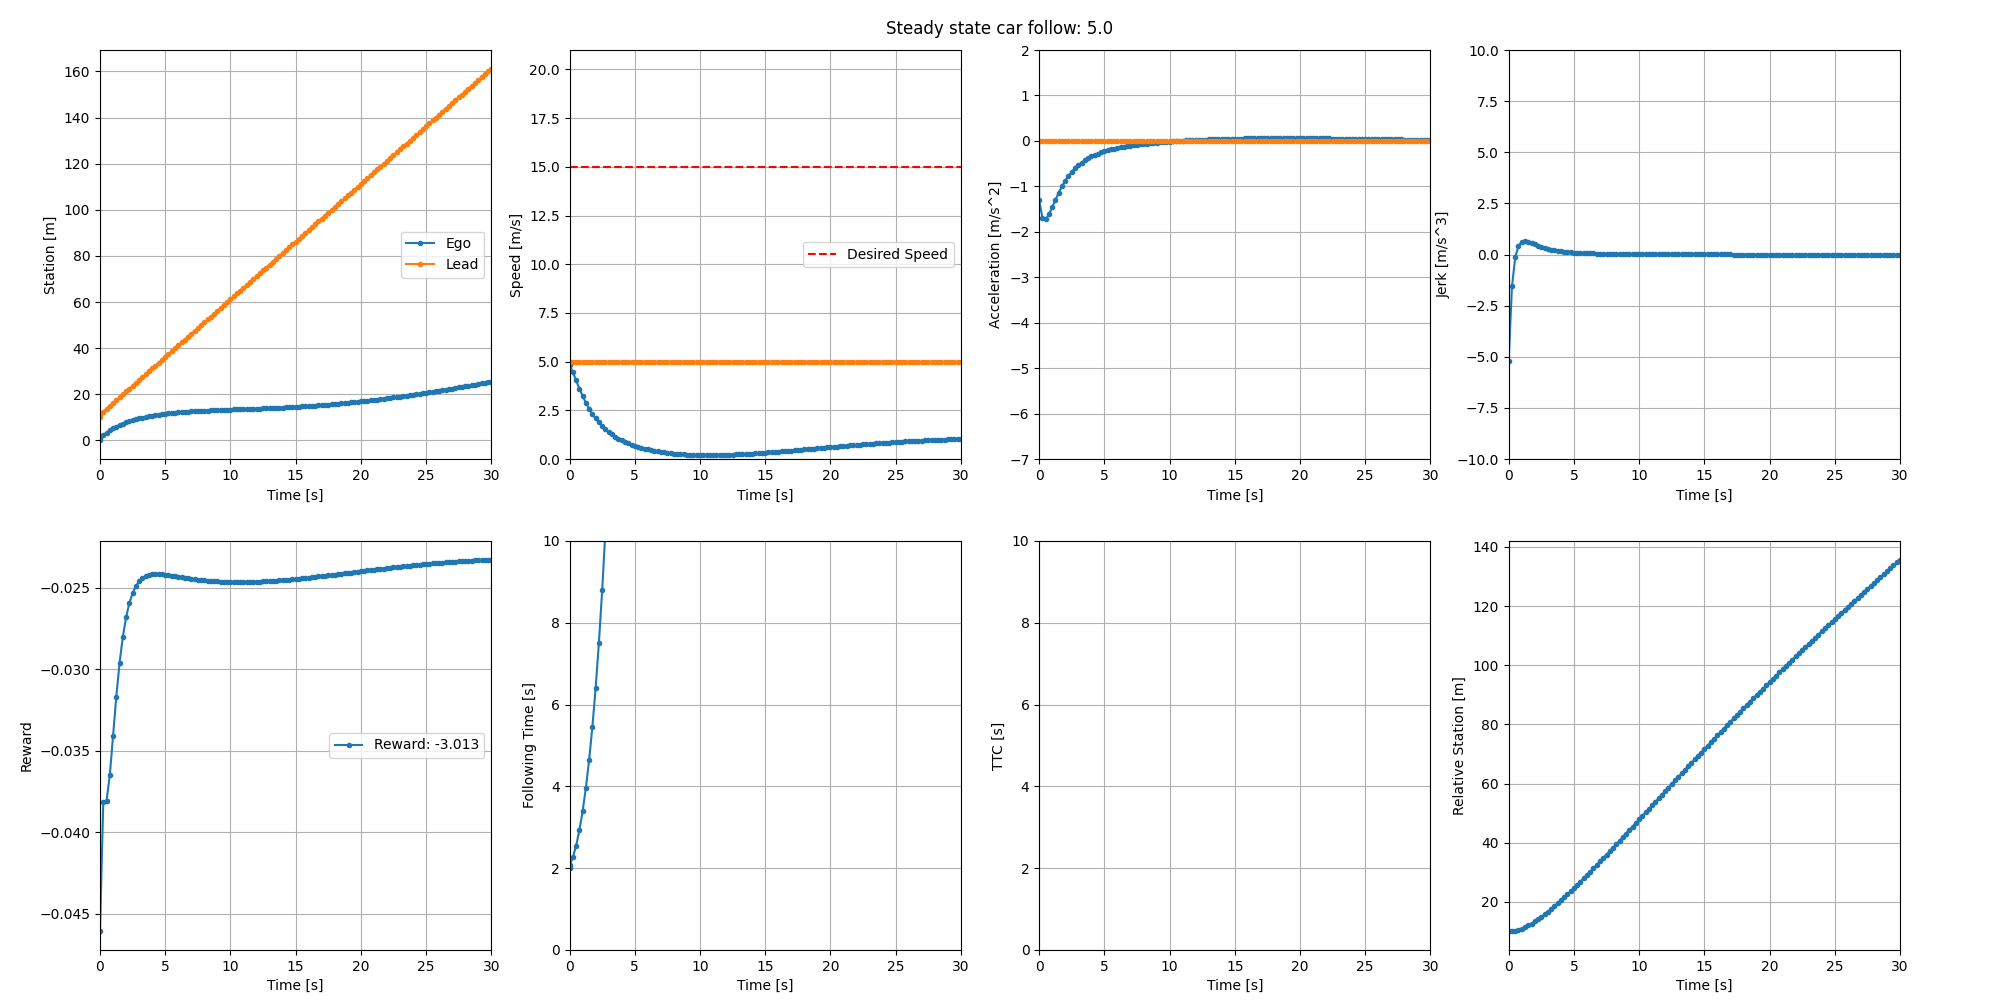 Steady state car follow: 5.0
160
140
120
100
80
60
40
20
0
Station [m]
Ego
Lead
0 5 10 15 20 25 30
Time [s]
20.0
17.5
15.0
12.5
10.0
7.5
5.0
2.5
0.0
Speed [m/s]
Desired Speed
0 5 10 15 20 25 30
Time [s]
2
1
0
−1
−2
−3
−4
−5
−6
−7
Acceleration [m/s^2]
0 5 10 15 20 25 30
Time [s]
10.0
7.5
5.0
2.5
0.0
−2.5
−5.0
−7.5
−10.0
Jerk [m/s^3]
0 5 10 15 20 25 30
Time [s]
−0.025
−0.030
−0.035
−0.040
−0.045
Reward
Reward: -3.013
0 5 10 15 20 25 30
Time [s]
10
8
6
4
2
0
Following Time [s]
0 5 10 15 20 25 30
Time [s]
10
8
6
4
2
0
TTC [s]
0 5 10 15 20 25 30
Time [s]
140
120
100
80
60
40
20
Relative Station [m]
0 5 10 15 20 25 30
Time [s]